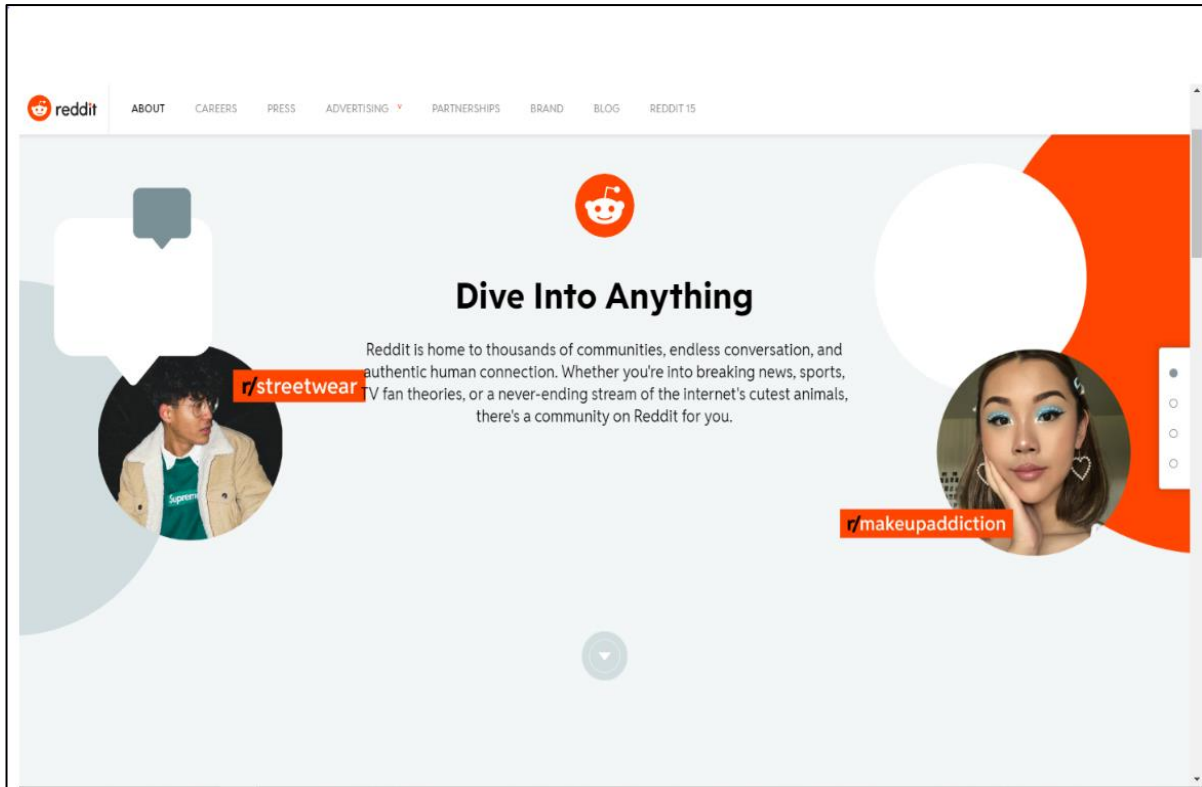 reddit
ABOUT CAREERS PRESS ADVERTISING PARTNERSHIPS BRAND BLOG REDDIT 15
Dive Into Anything
Reddit is home to thousands of communities, endless conversation, and
authentic human connection. Whether you're into breaking news, sports,
TV fan theories, or a never-ending stream of the internet's cutest animals,
there's a community on Reddit for you.
r/streetwear
Supreme
r/makeupaddiction